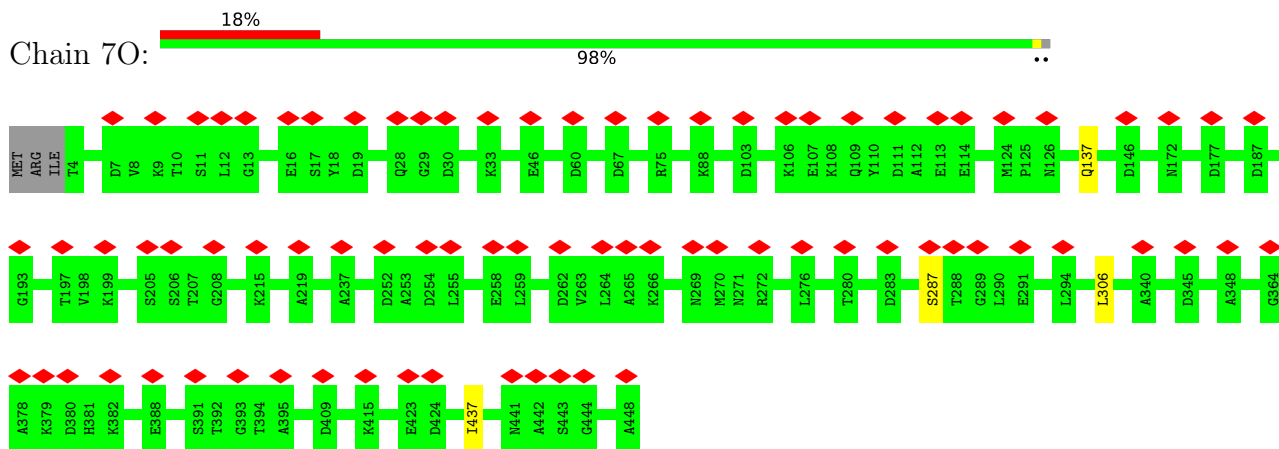 18%
Chain 7O:
98%
••
MET ARG ILE T4 D7 V8 K9 T10 S11 L12 G13 E16 S17 Y18 D19 Q28 G29 D30 K33 E46 D60 D67 R75 K88 D103 K106 E107 K108 Q109 Y110 D111 A112 E113 E114 M124 P125 N126 Q137 D146 N172 D177 D187
G193 T197 V198 K199 S205 S206 T207 G208 K215 A219 A237 D252 A253 D254 L255 E258 L259 D262 V263 L264 A265 K266 N269 M270 N271 R272 L276 T280 D283 S287 T288 G289 L290 E291 L294 L306 A340 D345 A348 G364
A378 K379 D380 H381 K382 E388 S391 T392 G393 T394 A395 D409 K415 E423 D424 I437 N441 A442 S443 G444 A448